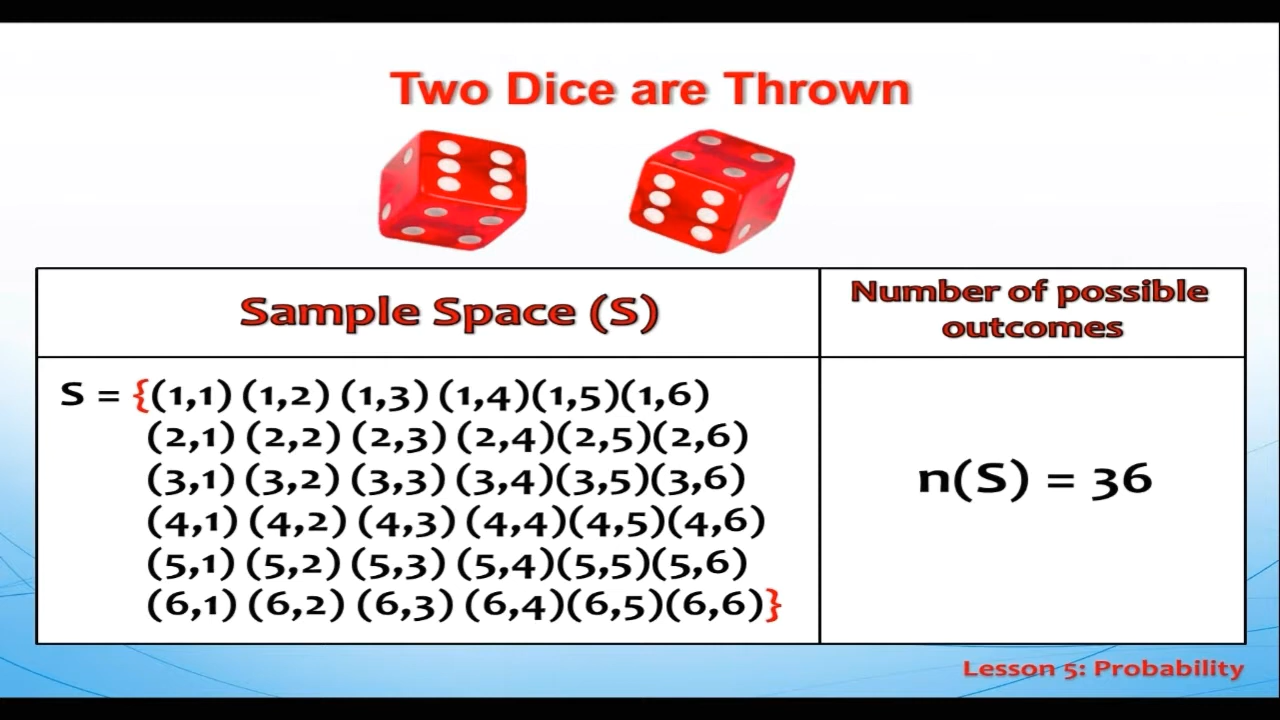 Two Dice are Thrown
Sample Space (S)
Number of possible
outcomes
S = {(1,1) (1,2) (1,3) (1,4)(1,5)(1,6)
(2,1) (2,2) (2,3) (2,4)(2,5)(2,6)
(3,1) (3,2) (3,3) (3,4)(3,5)(3,6)
(4,1) (4,2) (4,3) (4,4)(4,5)(4,6)
(5,1) (5,2) (5,3) (5,4)(5,5)(5,6)
(6,1) (6,2) (6,3) (6,4)(6,5)(6,6)}
n(S) = 36
Lesson 5: Probability